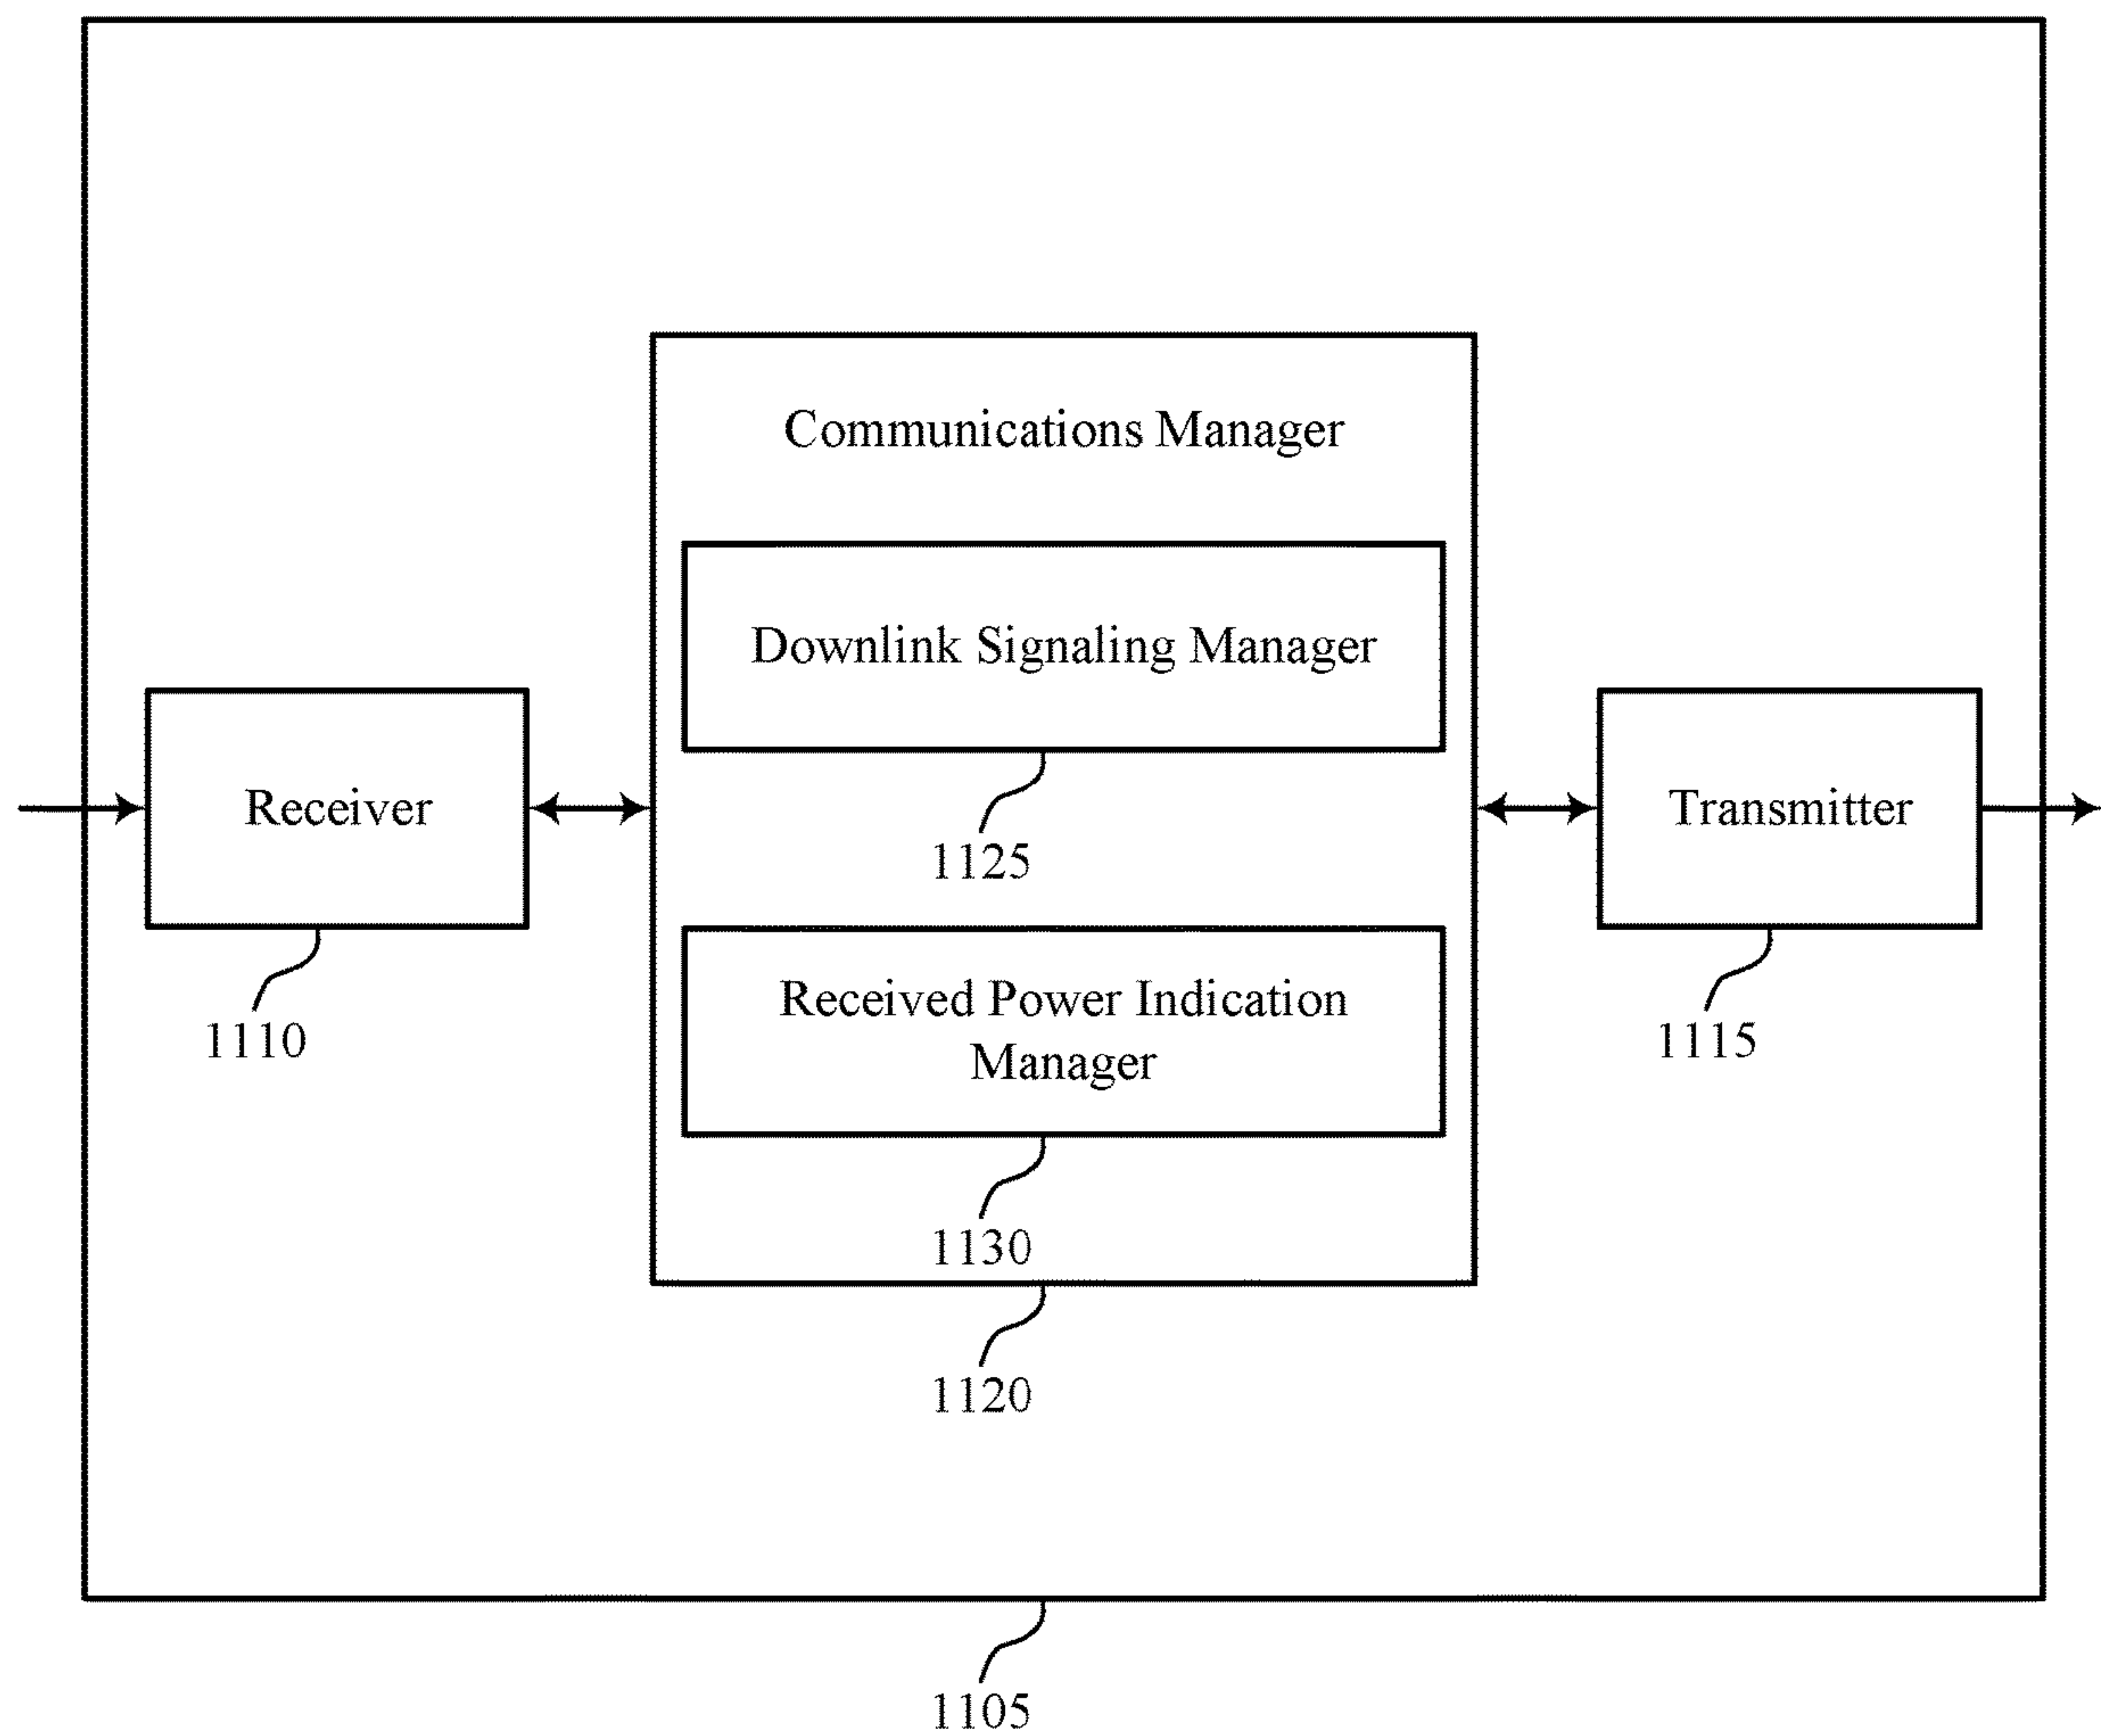 Communications Manager
Downlink Signaling Manager
Receiver
Transmitter
1125
Received Power Indication
Manager
1110
1115
1130
1120
1105